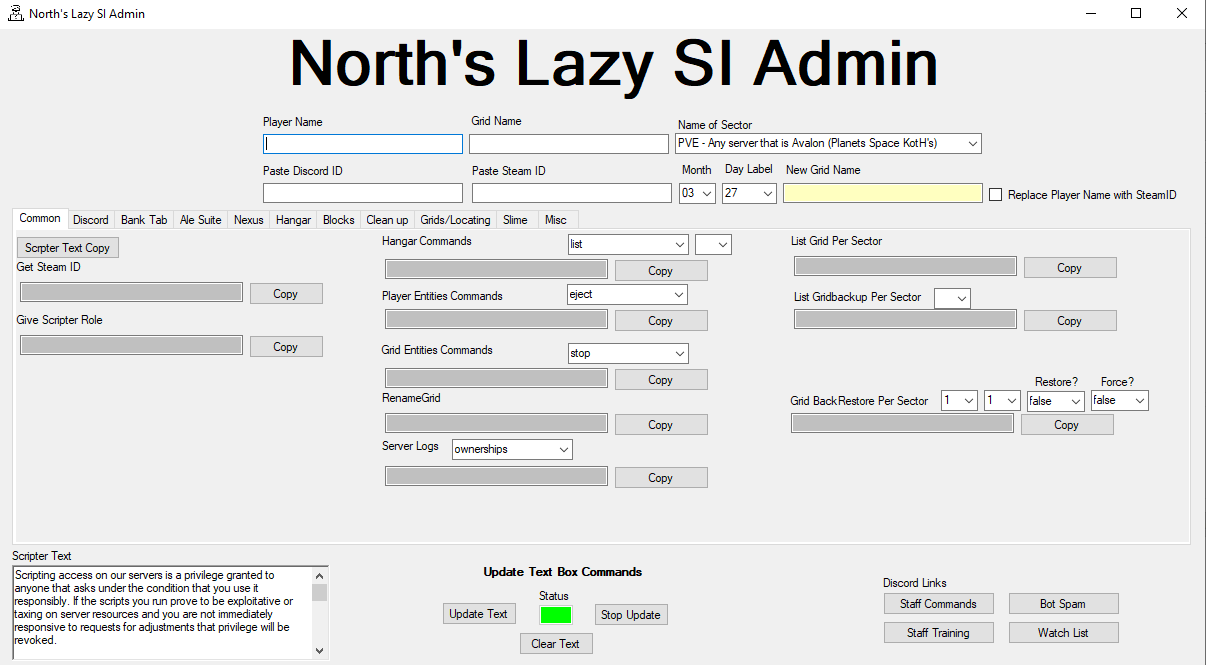 North's Lazy SI Admin
North's Lazy SI Admin
Player Name
Grid Name
Name of Sector
PVE - Any server that is Avalon (Planets Space KotH's)
Paste Discord ID
Paste Steam ID
Month
Day Label
New Grid Name
03
27
Replace Player Name with SteamID
Common Discord Bank Tab Ale Suite Nexus Hangar Blocks Clean up Grids/Locating Slime Misc
Scrpter Text Copy
Get Steam ID
Copy
Give Scripter Role
Copy
Hangar Commands
list
Copy
Player Entities Commands
eject
Copy
Grid Entities Commands
stop
Copy
RenameGrid
Copy
Server Logs
ownerships
Copy
List Grid Per Sector
Copy
List Gridbackup Per Sector
Copy
Restore?
Force?
Grid BackRestore Per Sector
1
1
false
false
Copy
Scripter Text
Scripting access on our servers is a privilege granted to
anyone that asks under the condition that you use it
responsibly. If the scripts you run prove to be exploitative or
taxing on server resources and you are not immediately
responsive to requests for adjustments that privilege will be
revoked.
Update Text Box Commands
Status
Update Text
Stop Update
Clear Text
Discord Links
Staff Commands
Bot Spam
Staff Training
Watch List